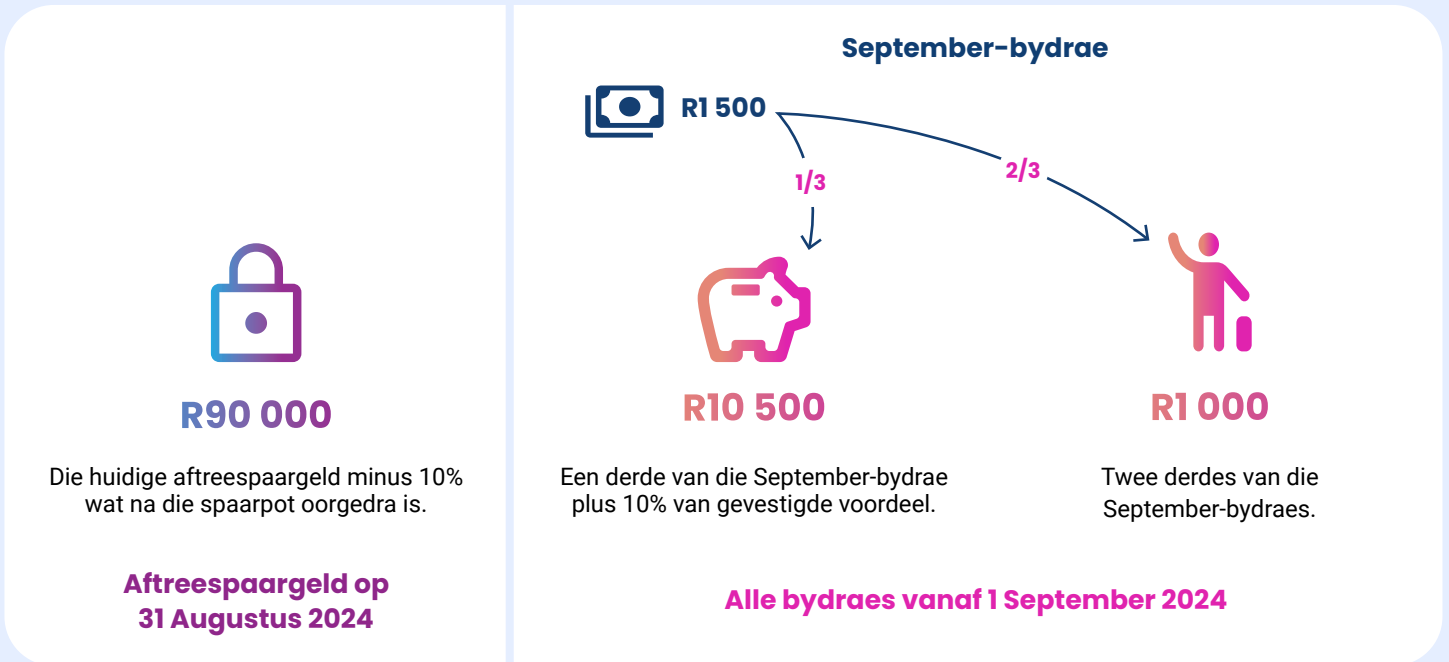 R90 000
Die huidige aftreespaargeld minus 10%
wat na die spaarpot oorgedra is.
Aftreespaargeld op
31 Augustus 2024
September-bydrae
R1 500
1/3
2/3
R10 500
Een derde van die September-bydrae
plus 10% van gevestigde voordeel.
R1 000
Twee derdes van die
September-bydraes.
Alle bydraes vanaf 1 September 2024